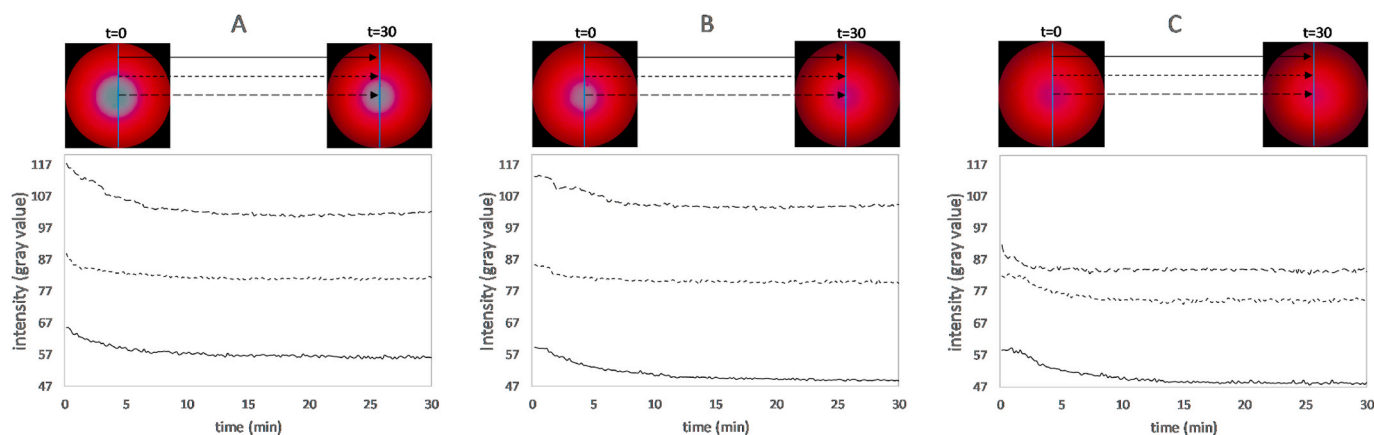 A
t=0 t=30
intensity (gray value)
117
107
97
87
77
67
57
47
0 5 10 15 20 25 30
time (min)
B
t=0 t=30
Intensity (gray value)
117
107
97
87
77
67
57
47
0 5 10 15 20 25 30
time (min)
C
t=0 t=30
intensity (gray value)
117
107
97
87
77
67
57
47
0 5 10 15 20 25 30
time (min)